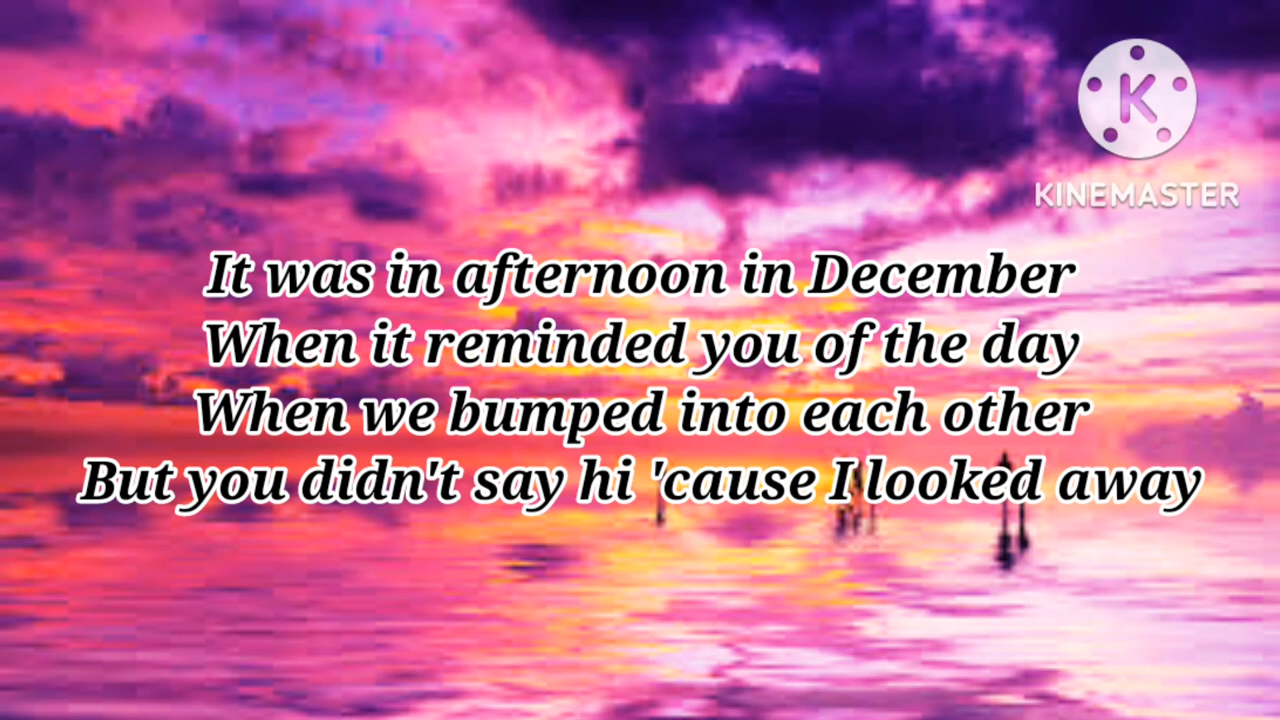 K
KINEMASTER
It was in afternoon in December
When it reminded you of the day
When we bumped into each other
But you didn't say hi 'cause I looked away